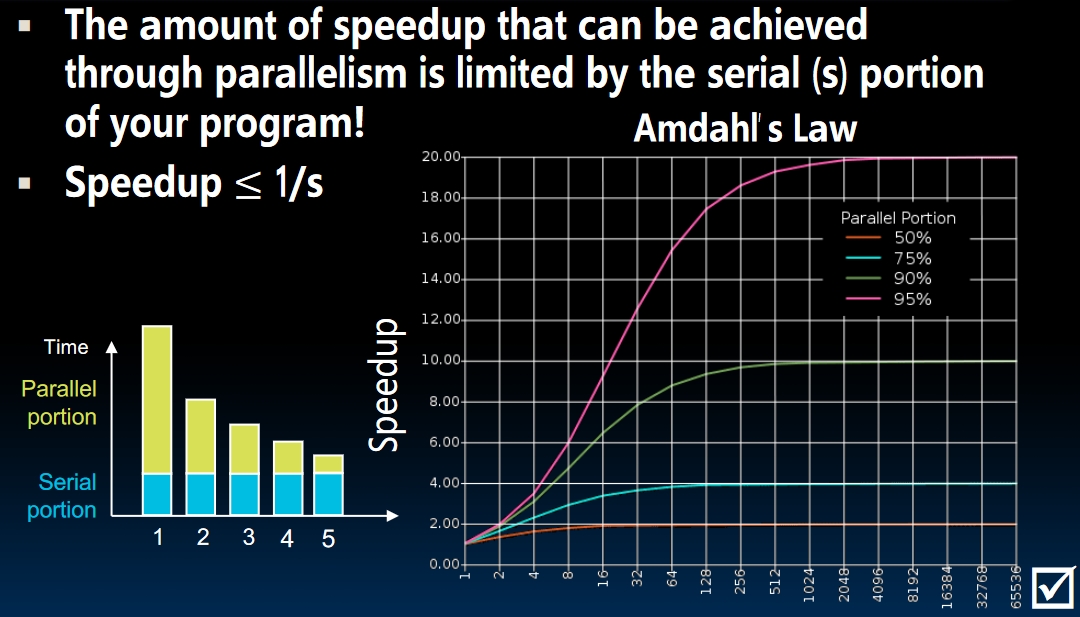 ▪ The amount of speedup that can be achieved
through parallelism is limited by the serial (s) portion
of your program!
▪ Speedup ≤ 1/s
Amdahl's Law
Time
Parallel
portion
Serial
portion
1 2 3 4 5
Speedup
20.00
18.00
16.00
14.00
12.00
10.00
8.00
6.00
4.00
2.00
0.00
Parallel Portion
50%
75%
90%
95%
1
2
4
8
16
32
64
128
256
512
1024
2048
4096
8192
16384
32768
65536